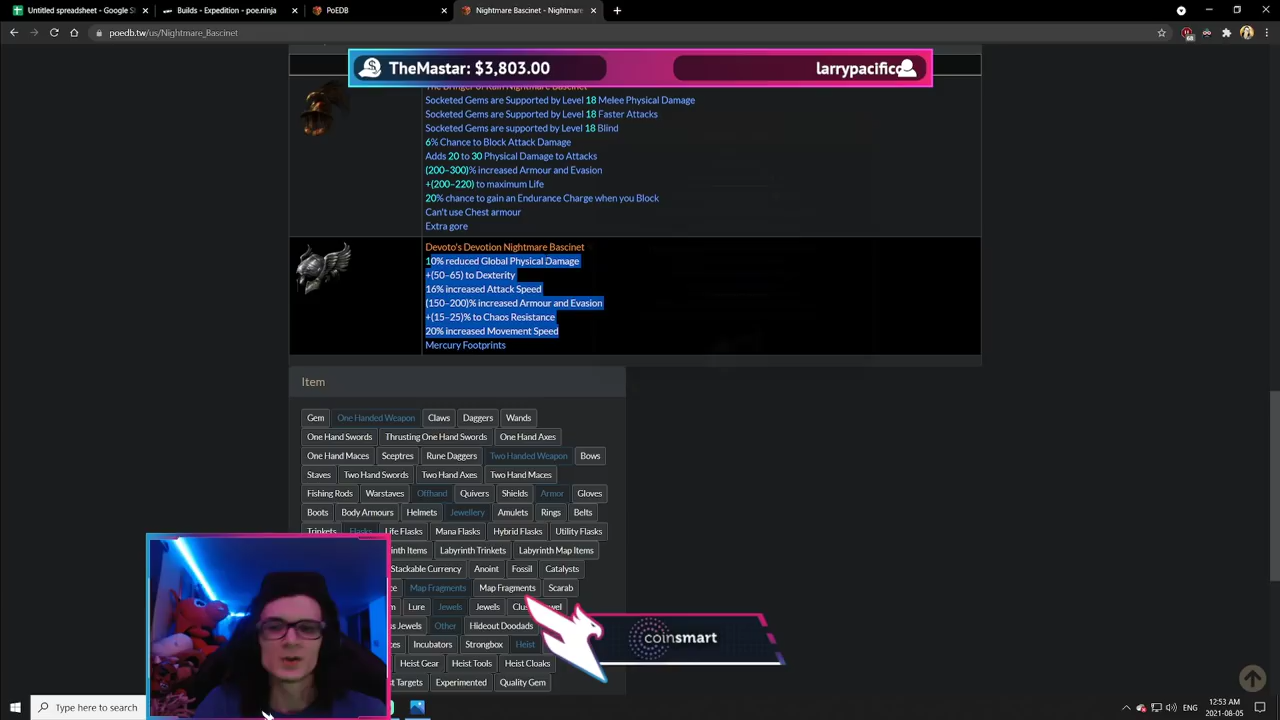 Untitled spreadsheet - Google S
Builds - Expedition - poe.ninja
PoEDB
Nightmare Bascinet - Nightmare
poedb.tw/us/Nightmare_Bascinet
TheMastar: $3,803.00
larrypacifico
The Bringer of Rain Nightmare Bascinet
Socketed Gems are Supported by Level 18 Melee Physical Damage
Socketed Gems are Supported by Level 18 Faster Attacks
Socketed Gems are supported by Level 18 Blind
6% Chance to Block Attack Damage
Adds 20 to 30 Physical Damage to Attacks
(200–300)% increased Armour and Evasion
+(200–220) to maximum Life
20% chance to gain an Endurance Charge when you Block
Can't use Chest armour
Extra gore
Devoto's Devotion Nightmare Bascinet
10% reduced Global Physical Damage
+(50–65) to Dexterity
16% increased Attack Speed
(150–200)% increased Armour and Evasion
+(15–25)% to Chaos Resistance
20% increased Movement Speed
Mercury Footprints
Item
Gem One Handed Weapon Claws Daggers Wands
One Hand Swords Thrusting One Hand Swords One Hand Axes
One Hand Maces Sceptres Rune Daggers Two Handed Weapon Bows
Staves Two Hand Swords Two Hand Axes Two Hand Maces
Fishing Rods Warstaves Offhand Quivers Shields Armor Gloves
Boots Body Armours Helmets Jewellery Amulets Rings Belts
Trinkets Flasks Life Flasks Mana Flasks Hybrid Flasks Utility Flasks
Items Labyrinth Trinkets Labyrinth Map Items
Stackable Currency Anoint Fossil Catalysts
Map Fragments Map Fragments Scarab
Lure Jewels Jewels
Jewels Other Hideout Doodads
Incubators Strongbox Heist
Heist Gear Heist Tools Heist Cloaks
Targets Experimented Quality Gem
coinsmart
Type here to search
ENG
12:53 AM
2021-08-05